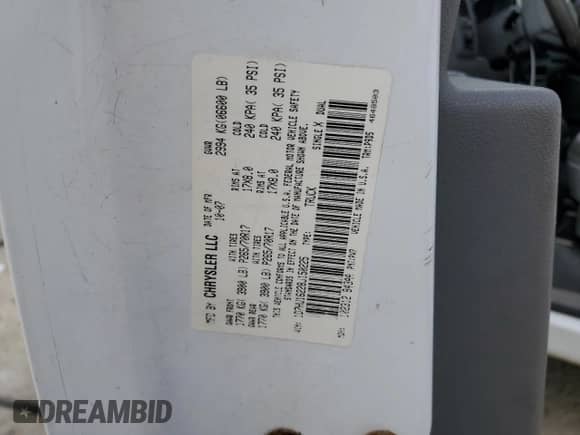 MFD BY CHRYSLER LLC
DATE OF MFR 10-07
GVWR 2994 KG(06600 LB)
GAWR FRONT WITH TIRES RIMS AT COLD
1770 KG( 3900 LB) P265/70R17 17X8.0 240 KPA( 35 PSI)
GAWR REAR WITH TIRES RIMS AT COLD
1770 KG( 3900 LB) P265/70R17 17X8.0 240 KPA( 35 PSI)
THIS VEHICLE CONFORMS TO ALL APPLICABLE U.S.A. FEDERAL MOTOR VEHICLE SAFETY
STANDARDS IN EFFECT ON THE DATE OF MANUFACTURE SHOWN ABOVE.
TYPE: TRUCK SINGLE X DUAL
MDH: 102212
VEHICLE MADE IN U.S.A.
4648503
DREAMBID